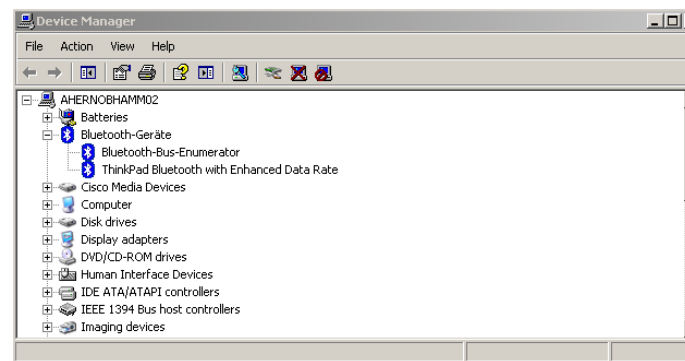 Device Manager
File Action View Help
AHERNOBHAMM02
Batteries
Bluetooth-Geräte
Bluetooth-Bus-Enumerator
ThinkPad Bluetooth with Enhanced Data Rate
Cisco Media Devices
Computer
Disk drives
Display adapters
DVD/CD-ROM drives
Human Interface Devices
IDE ATA/ATAPI controllers
IEEE 1394 Bus host controllers
Imaging devices